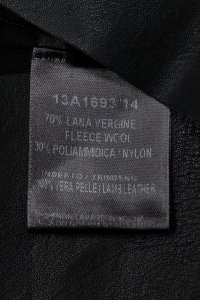 13A1693 14
70% LANA VERGINE
FLEECE WOOL
30% POLIAMMIDICA NYLON
INSERTO / TRIMMING
100% VERA PELLE / LAMB LEATHER